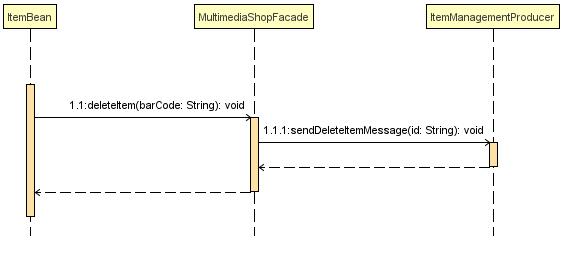 ItemBean
MultimediaShopFacade
ItemManagementProducer
1.1:deleteItem(barCode: String): void
1.1.1:sendDeleteItemMessage(id: String): void